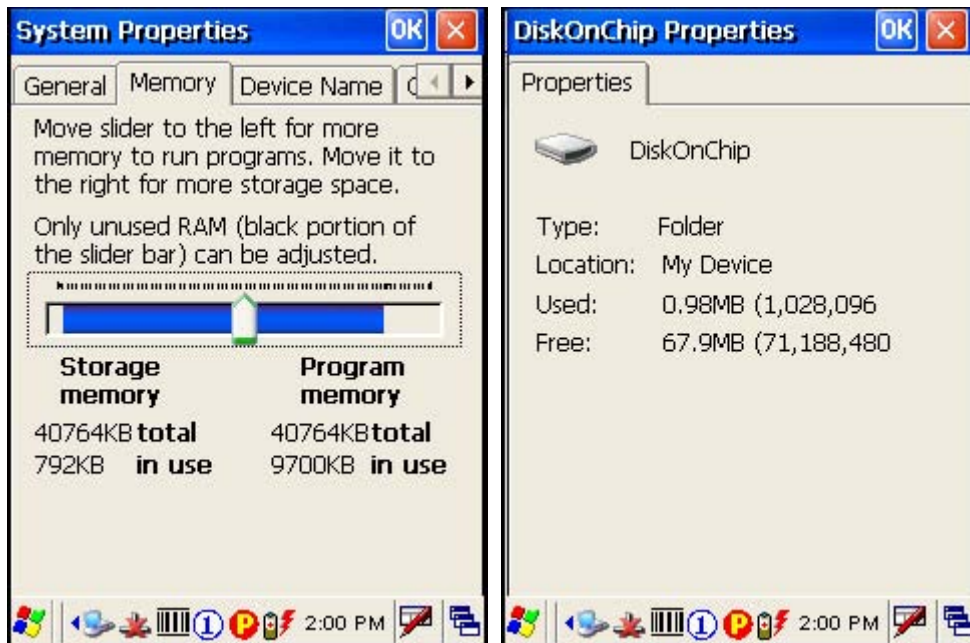 System Properties OK
General Memory Device Name
Move slider to the left for more
memory to run programs. Move it to
the right for more storage space.
Only unused RAM (black portion of
the slider bar) can be adjusted.
Storage memory
40764KB total
792KB in use
Program memory
40764KB total
9700KB in use
1 P 2:00 PM
DiskOnChip Properties OK
Properties
DiskOnChip
Type: Folder
Location: My Device
Used: 0.98MB (1,028,096
Free: 67.9MB (71,188,480
1 P 2:00 PM